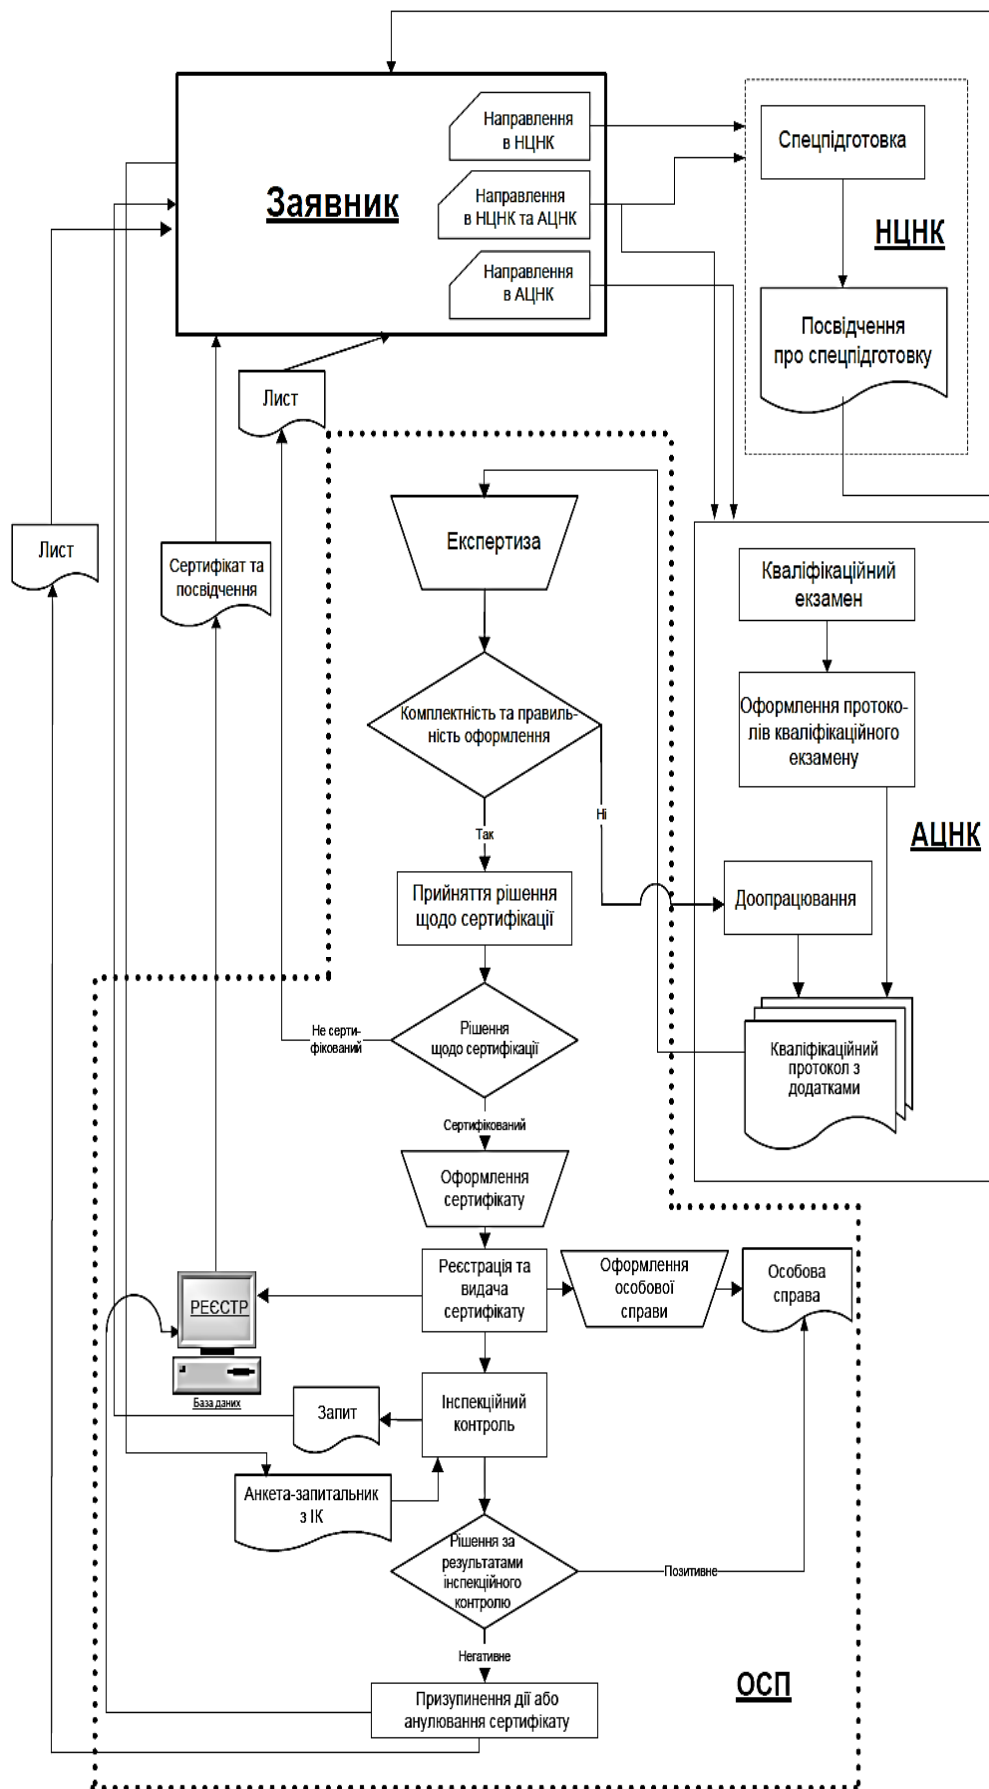 Направлення
в НЦНК
Заявник
Направлення
в НЦНК та АЦНК
Направлення
в АЦНК
Спецпідготовка
НЦНК
Посвідчення
про спецпідготовку
Лист
Лист
Сертифікат та
посвідчення
Експертиза
Кваліфікаційний
екзамен
Комплектність та правиль-
ність оформлення
Оформлення протоко-
лів кваліфікаційного
екзамену
Ні
Так
АЦНК
Прийняття рішення
щодо сертифікації
Доопрацювання
Не серти-
фікований
Рішення
щодо сертифікації
Кваліфікаційний
протокол з
додатками
Сертифікований
Оформлення
сертифікату
Реєстрація та
видача
сертифікату
Оформлення
особової
справи
Особова
справа
РЕЄСТР
База даних
Запит
Інспекційний
контроль
Анкета-запитальник
з ІК
Рішення за
результатами
інспекційного
контролю
Позитивне
Негативне
ОСП
Призупинення дії або
анулювання сертифікату